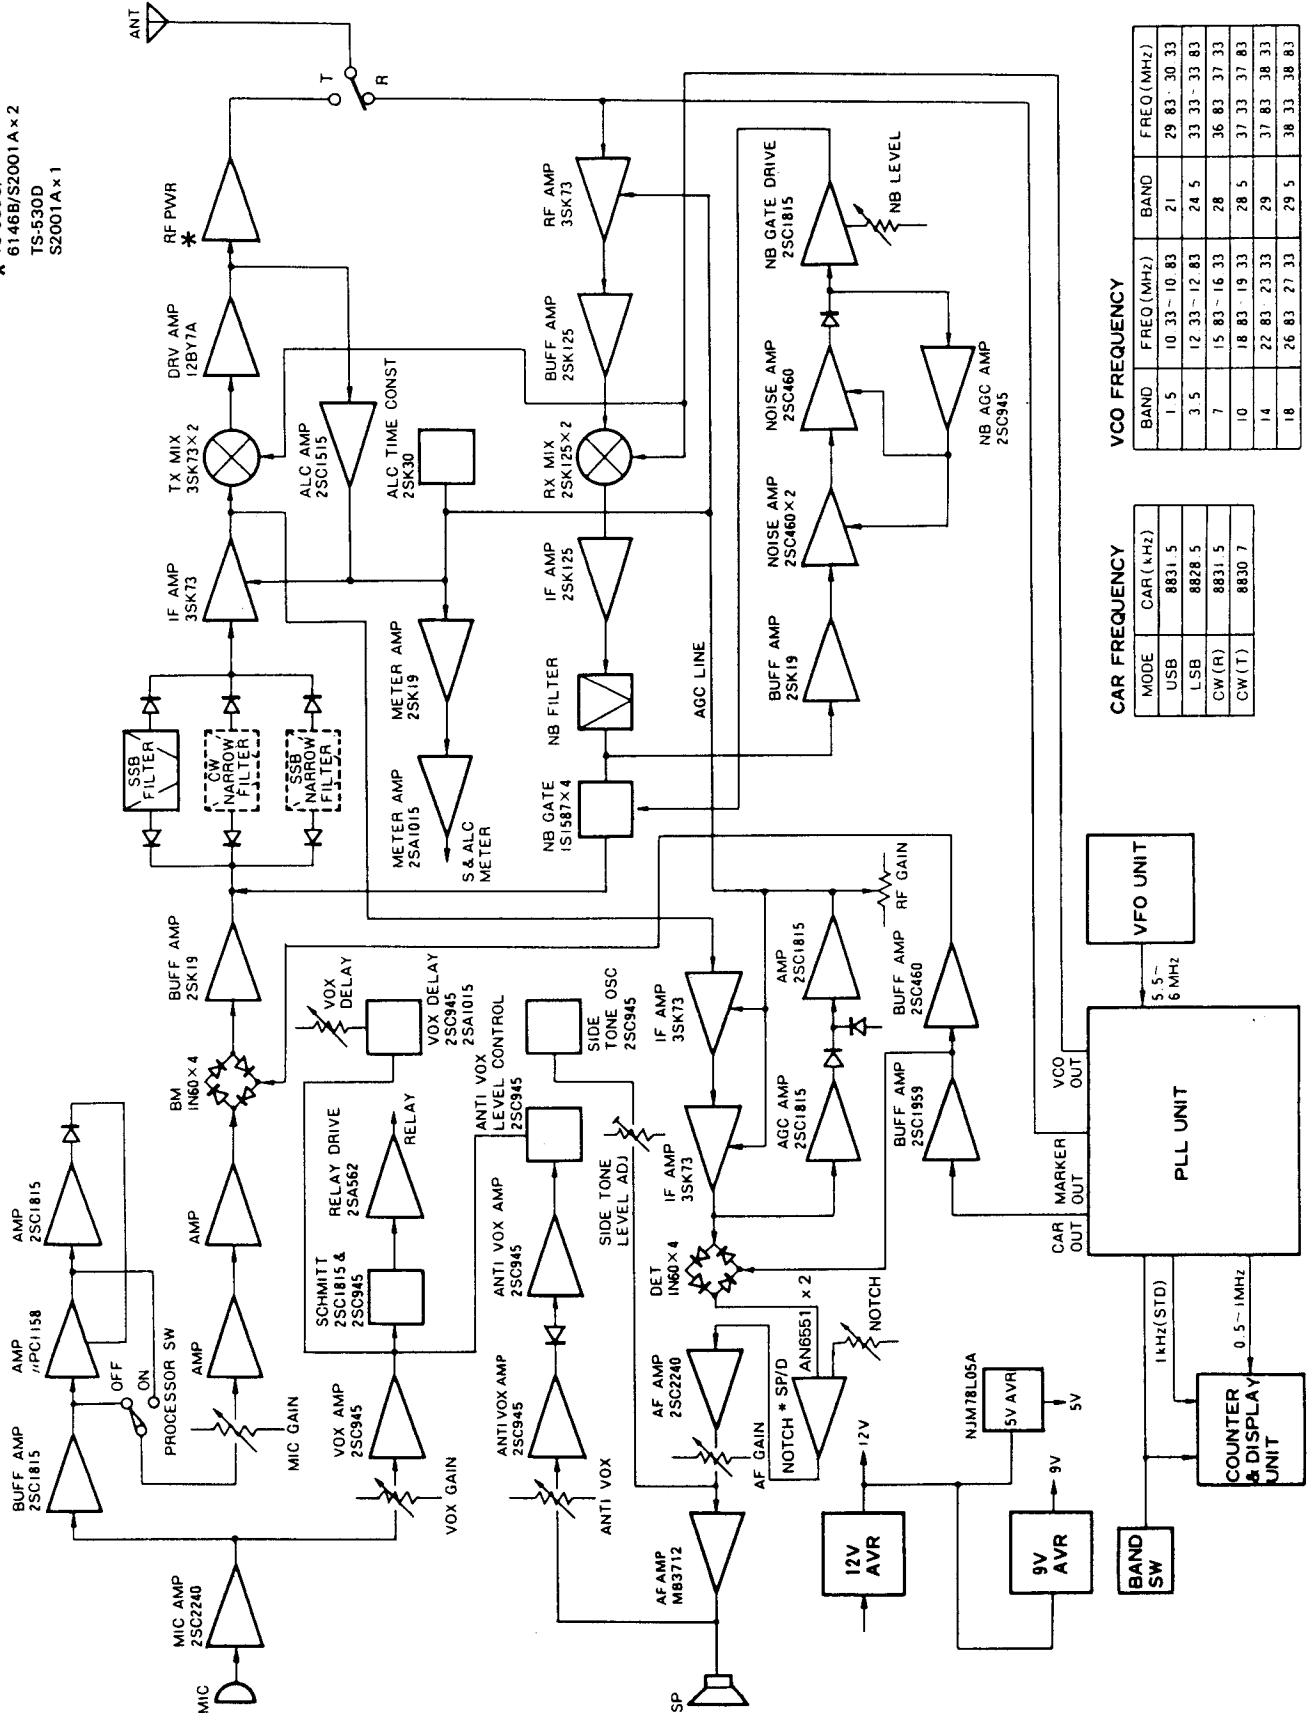 6146B/S2001A×2
TS-530D
S2001A×1
ANT
T
R
RF PWR
*
DRV AMP
12BY7A
TX MIX
3SK73×2
IF AMP
3SK73
SSB
FILTER
CW
NARROW
FILTER
SSB
NARROW
FILTER
BUFF AMP
2SK19
BM
IN60×4
AMP
AMP
MIC GAIN
AMP
2SC1815
AMP
μPC1158
OFF
ON
PROCESSOR SW
BUFF AMP
2SC1815
MIC AMP
2SC2240
MIC
ALC AMP
2SC1515
ALC TIME CONST
2SK30
METER AMP
2SK19
METER AMP
2SA1015
S & ALC
METER
VOX
DELAY
VOX DELAY
2SC945
2SA1015
RELAY
RELAY DRIVE
2SA562
SCHMITT
2SC1815 &
2SC945
VOX AMP
2SC945
VOX GAIN
ANTI VOX
LEVEL CONTROL
2SC945
ANTI VOX AMP
2SC945
ANTI VOX AMP
2SC945
ANTI VOX
SIDE
TONE OSC
2SC945
SIDE TONE
LEVEL ADJ
RF AMP
3SK73
BUFF AMP
2SK125
RX MIX
2SK125×2
IF AMP
2SK125
NB FILTER
NB GATE
IS1587×4
AGC LINE
IF AMP
3SK73
IF AMP
3SK73
DET
IN60×4
AF AMP
2SC2240
AF GAIN
NOTCH * SP/D
AN6551 × 2
NOTCH
AF AMP
MB3712
SP
NB GATE DRIVE
2SC1815
NB LEVEL
NOISE AMP
2SC460
NB AGC AMP
2SC945
NOISE AMP
2SC460×2
BUFF AMP
2SK19
RF GAIN
AMP
2SC1815
AGC AMP
2SC1815
BUFF AMP
2SC460
BUFF AMP
2SC1959
CAR
OUT
MARKER
OUT
VCO
OUT
PLL UNIT
VFO UNIT
5.5~
6MHz
1kHz(STD)
0.5~1MHz
COUNTER
& DISPLAY
UNIT
BAND
SW
12V
AVR
12V
9V
AVR
9V
NJM78L05A
5V AVR
5V
CAR FREQUENCY
MODE CAR(kHz)
USB 8831.5
LSB 8828.5
CW(R) 8831.5
CW(T) 8830 7
VCO FREQUENCY
BAND FREQ(MHz) BAND FREQ(MHz)
1 5 10 33~10 83 21 29 83-30 33
3.5 12 33~12.83 24 5 33 33-33 83
7 15 83~16 33 28 36 83 37 33
10 18 83-19 33 28 5 37 33 37 83
14 22 83 23 33 29 37 83 38 33
18 26 83 27 33 29 5 38 33 38 83